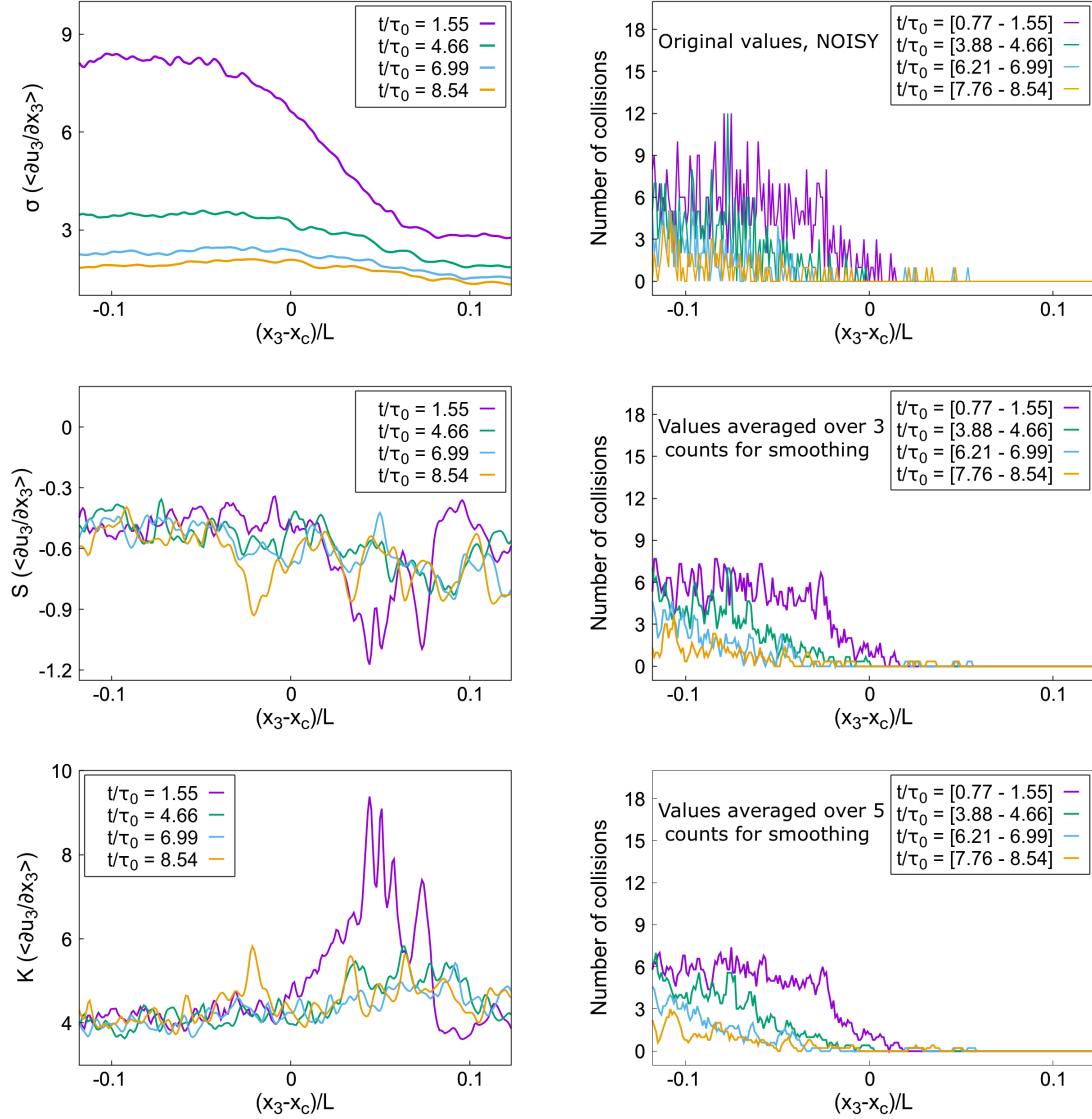 t/τ0 = 1.55
t/τ0 = 4.66
t/τ0 = 6.99
t/τ0 = 8.54
9
6
3
σ (<∂u3/∂x3>)
-0.1
0
0.1
(x3-xc)/L
Original values, NOISY
t/τ0 = [0.77 - 1.55]
t/τ0 = [3.88 - 4.66]
t/τ0 = [6.21 - 6.99]
t/τ0 = [7.76 - 8.54]
18
15
12
9
6
3
0
Number of collisions
-0.1
0
0.1
(x3-xc)/L
t/τ0 = 1.55
t/τ0 = 4.66
t/τ0 = 6.99
t/τ0 = 8.54
0
-0.3
-0.6
-0.9
-1.2
S (<∂u3/∂x3>)
-0.1
0
0.1
(x3-xc)/L
Values averaged over 3
counts for smoothing
t/τ0 = [0.77 - 1.55]
t/τ0 = [3.88 - 4.66]
t/τ0 = [6.21 - 6.99]
t/τ0 = [7.76 - 8.54]
18
15
12
9
6
3
0
Number of collisions
-0.1
0
0.1
(x3-xc)/L
t/τ0 = 1.55
t/τ0 = 4.66
t/τ0 = 6.99
t/τ0 = 8.54
10
8
6
4
K (<∂u3/∂x3>)
-0.1
0
0.1
(x3-xc)/L
Values averaged over 5
counts for smoothing
t/τ0 = [0.77 - 1.55]
t/τ0 = [3.88 - 4.66]
t/τ0 = [6.21 - 6.99]
t/τ0 = [7.76 - 8.54]
18
15
12
9
6
3
0
Number of collisions
-0.1
0
0.1
(x3-xc)/L